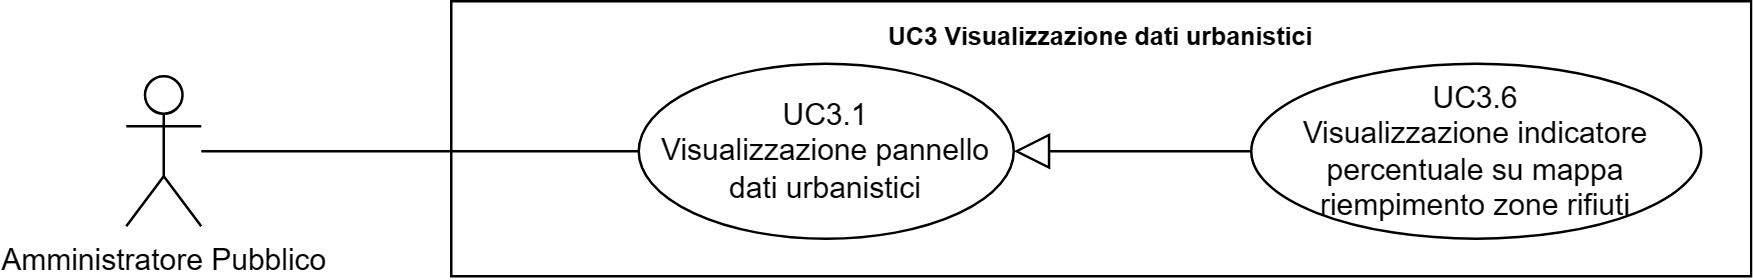 UC3 Visualizzazione dati urbanistici
UC3.1
Visualizzazione pannello
dati urbanistici
UC3.6
Visualizzazione indicatore
percentuale su mappa
riempimento zone rifiuti
Amministratore Pubblico